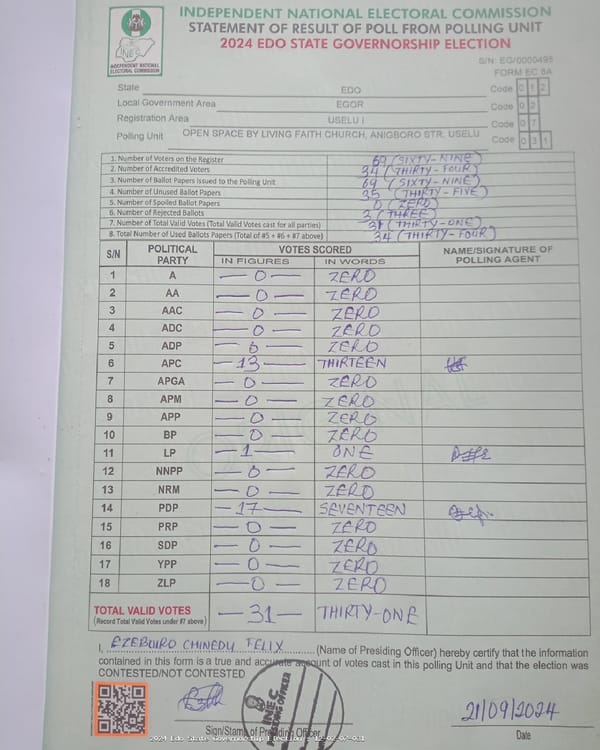 INDEPENDENT NATIONAL ELECTORAL COMMISSION
STATEMENT OF RESULT OF POLL FROM POLLING UNIT
2024 EDO STATE GOVERNORSHIP ELECTION
INEC
INDEPENDENT NATIONAL ELECTORAL COMMISSION
S/N: EG/0000495
FORM EC 8A
State EDO Code 0 1 2
Local Government Area EGOR Code 0 2
Registration Area USELU I Code 0 7
Polling Unit OPEN SPACE BY LIVING FAITH CHURCH, ANIGBORO STR. USELU Code 0 3 1
1. Number of Voters on the Register 69 (SIXTY-NINE)
2. Number of Accredited Voters 34 (THIRTY-FOUR)
3. Number of Ballot Papers Issued to the Polling Unit 69 (SIXTY-NINE)
4. Number of Unused Ballot Papers 35 (THIRTY-FIVE)
5. Number of Spoiled Ballot Papers 0 (ZERO)
6. Number of Rejected Ballots 3 (THREE)
7. Number of Total Valid Votes (Total Valid Votes cast for all parties) 31 (THIRTY-ONE)
8. Total Number of Used Ballots Papers (Total of #5 + #6 + #7 above) 34 (THIRTY-FOUR)
S/N POLITICAL PARTY VOTES SCORED NAME/SIGNATURE OF POLLING AGENT
IN FIGURES IN WORDS
1 A — 0 — ZERO
2 AA — 0 — ZERO
3 AAC — 0 — ZERO
4 ADC — 0 — ZERO
5 ADP — 0 — ZERO
6 APC — 13 — THIRTEEN
7 APGA — 0 — ZERO
8 APM — 0 — ZERO
9 APP — 0 — ZERO
10 BP — 0 — ZERO
11 LP — 1 — ONE
12 NNPP — 0 — ZERO
13 NRM — 0 — ZERO
14 PDP — 17 — SEVENTEEN
15 PRP — 0 — ZERO
16 SDP — 0 — ZERO
17 YPP — 0 — ZERO
18 ZLP — 0 — ZERO
TOTAL VALID VOTES — 31 — THIRTY-ONE
(Record Total Valid Votes under #7 above)
I, EZEBUIRO CHINEDU FELIX (Name of Presiding Officer) hereby certify that the information
contained in this form is a true and accurate account of votes cast in this polling Unit and that the election was
CONTESTED/NOT CONTESTED
INEC
PRESIDING OFFICER
21/09/2024
Sign/Stamp of Presiding Officer Date
2024 Edo State Governorship Election